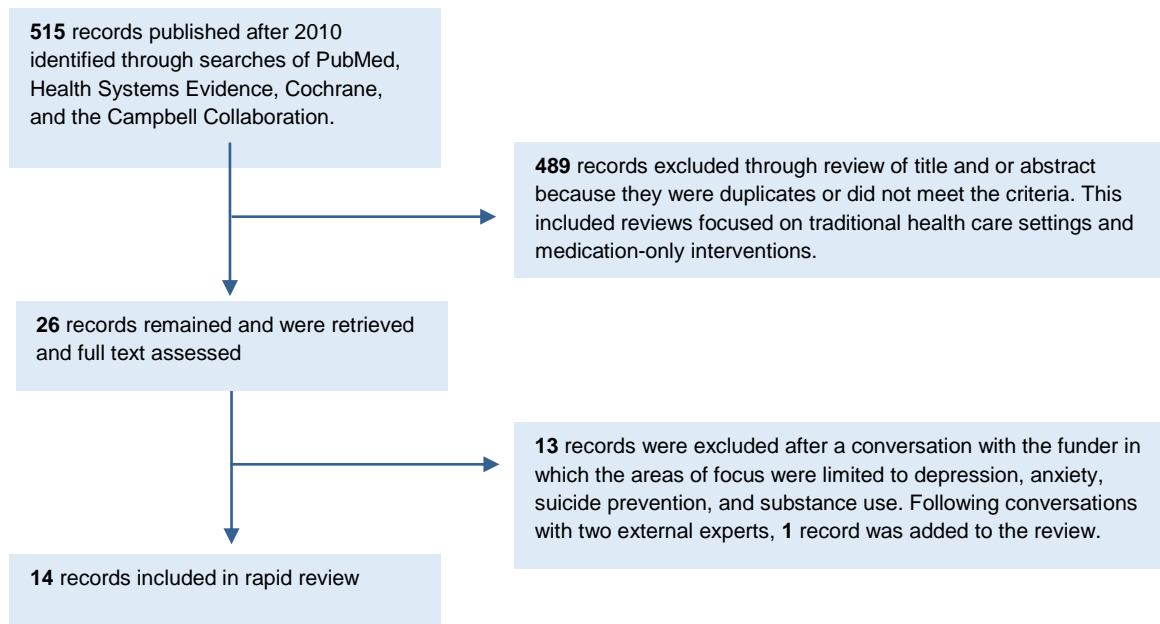 515 records published after 2010
identified through searches of PubMed,
Health Systems Evidence, Cochrane,
and the Campbell Collaboration.
489 records excluded through review of title and or abstract
because they were duplicates or did not meet the criteria. This
included reviews focused on traditional health care settings and
medication-only interventions.
26 records remained and were retrieved
and full text assessed
13 records were excluded after a conversation with the funder in
which the areas of focus were limited to depression, anxiety,
suicide prevention, and substance use. Following conversations
with two external experts, 1 record was added to the review.
14 records included in rapid review